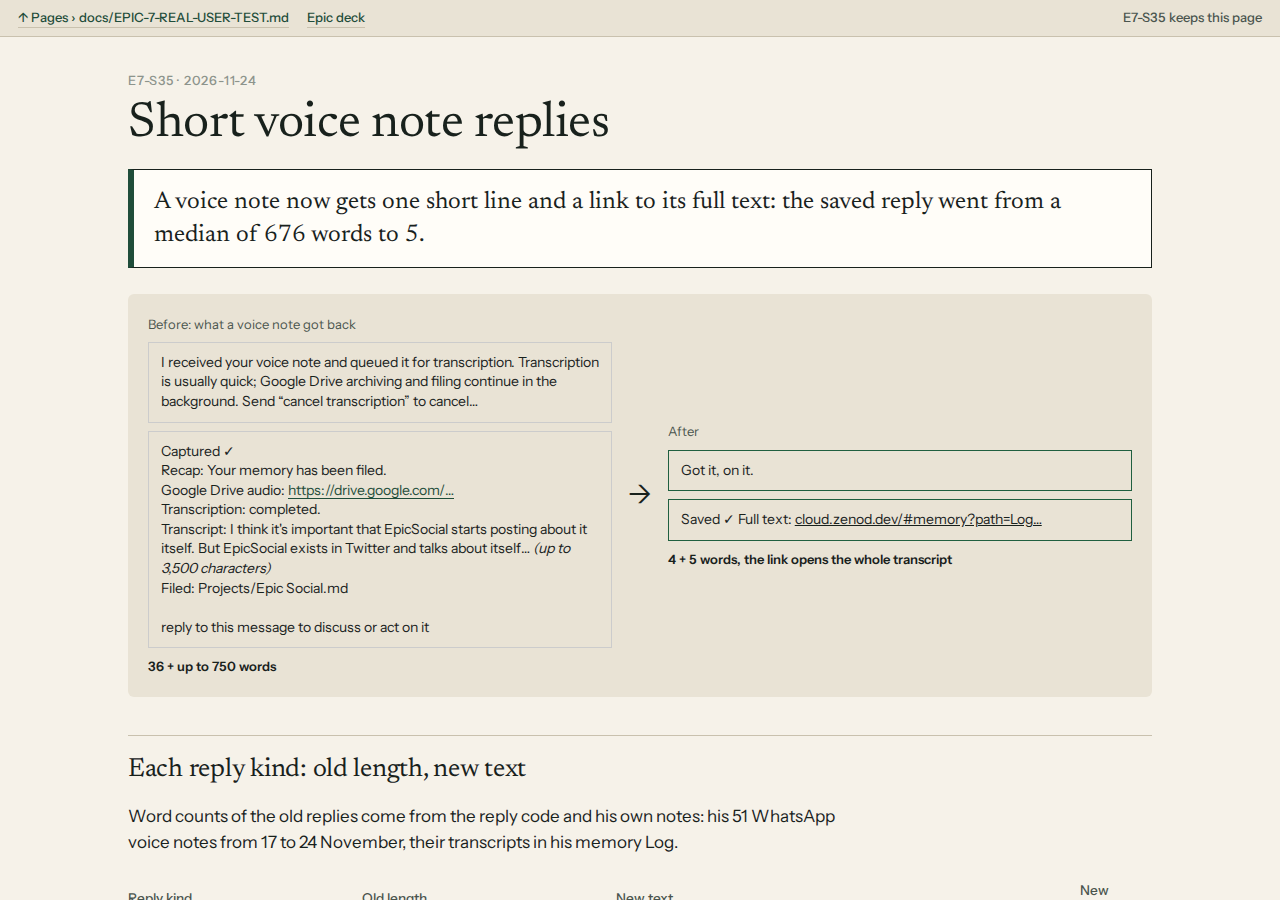 ↑ Pages › docs/EPIC-7-REAL-USER-TEST.md Epic deck E7-S35 keeps this page
E7-S35 · 2026-11-24
Short voice note replies
A voice note now gets one short line and a link to its full text: the saved reply went from a
median of 676 words to 5.
Before: what a voice note got back
I received your voice note and queued it for transcription. Transcription
is usually quick; Google Drive archiving and filing continue in the
background. Send “cancel transcription” to cancel…
Captured ✓
Recap: Your memory has been filed.
Google Drive audio: https://drive.google.com/…
Transcription: completed.
Transcript: I think it's important that EpicSocial starts posting about it
itself. But EpicSocial exists in Twitter and talks about itself… (up to
3,500 characters)
Filed: Projects/Epic Social.md
reply to this message to discuss or act on it
36 + up to 750 words
→
After
Got it, on it.
Saved ✓ Full text: cloud.zenod.dev/#memory?path=Log…
4 + 5 words, the link opens the whole transcript
Each reply kind: old length, new text
Word counts of the old replies come from the reply code and his own notes: his 51 WhatsApp
voice notes from 17 to 24 November, their transcripts in his memory Log.
Reply kind Old length New text New